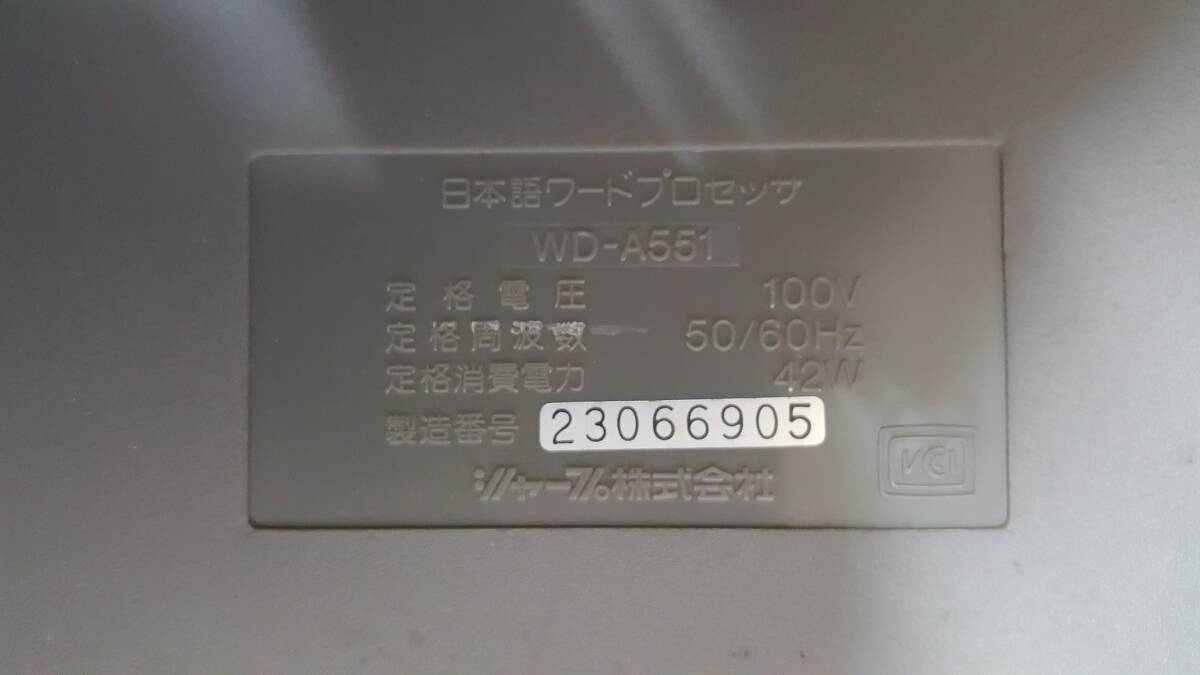 日本語ワードプロセッサ
WD-A551
定格電圧 100V
定格周波数 50/60Hz
定格消費電力 42W
製造番号 23066905
シャープ株式会社
VCI